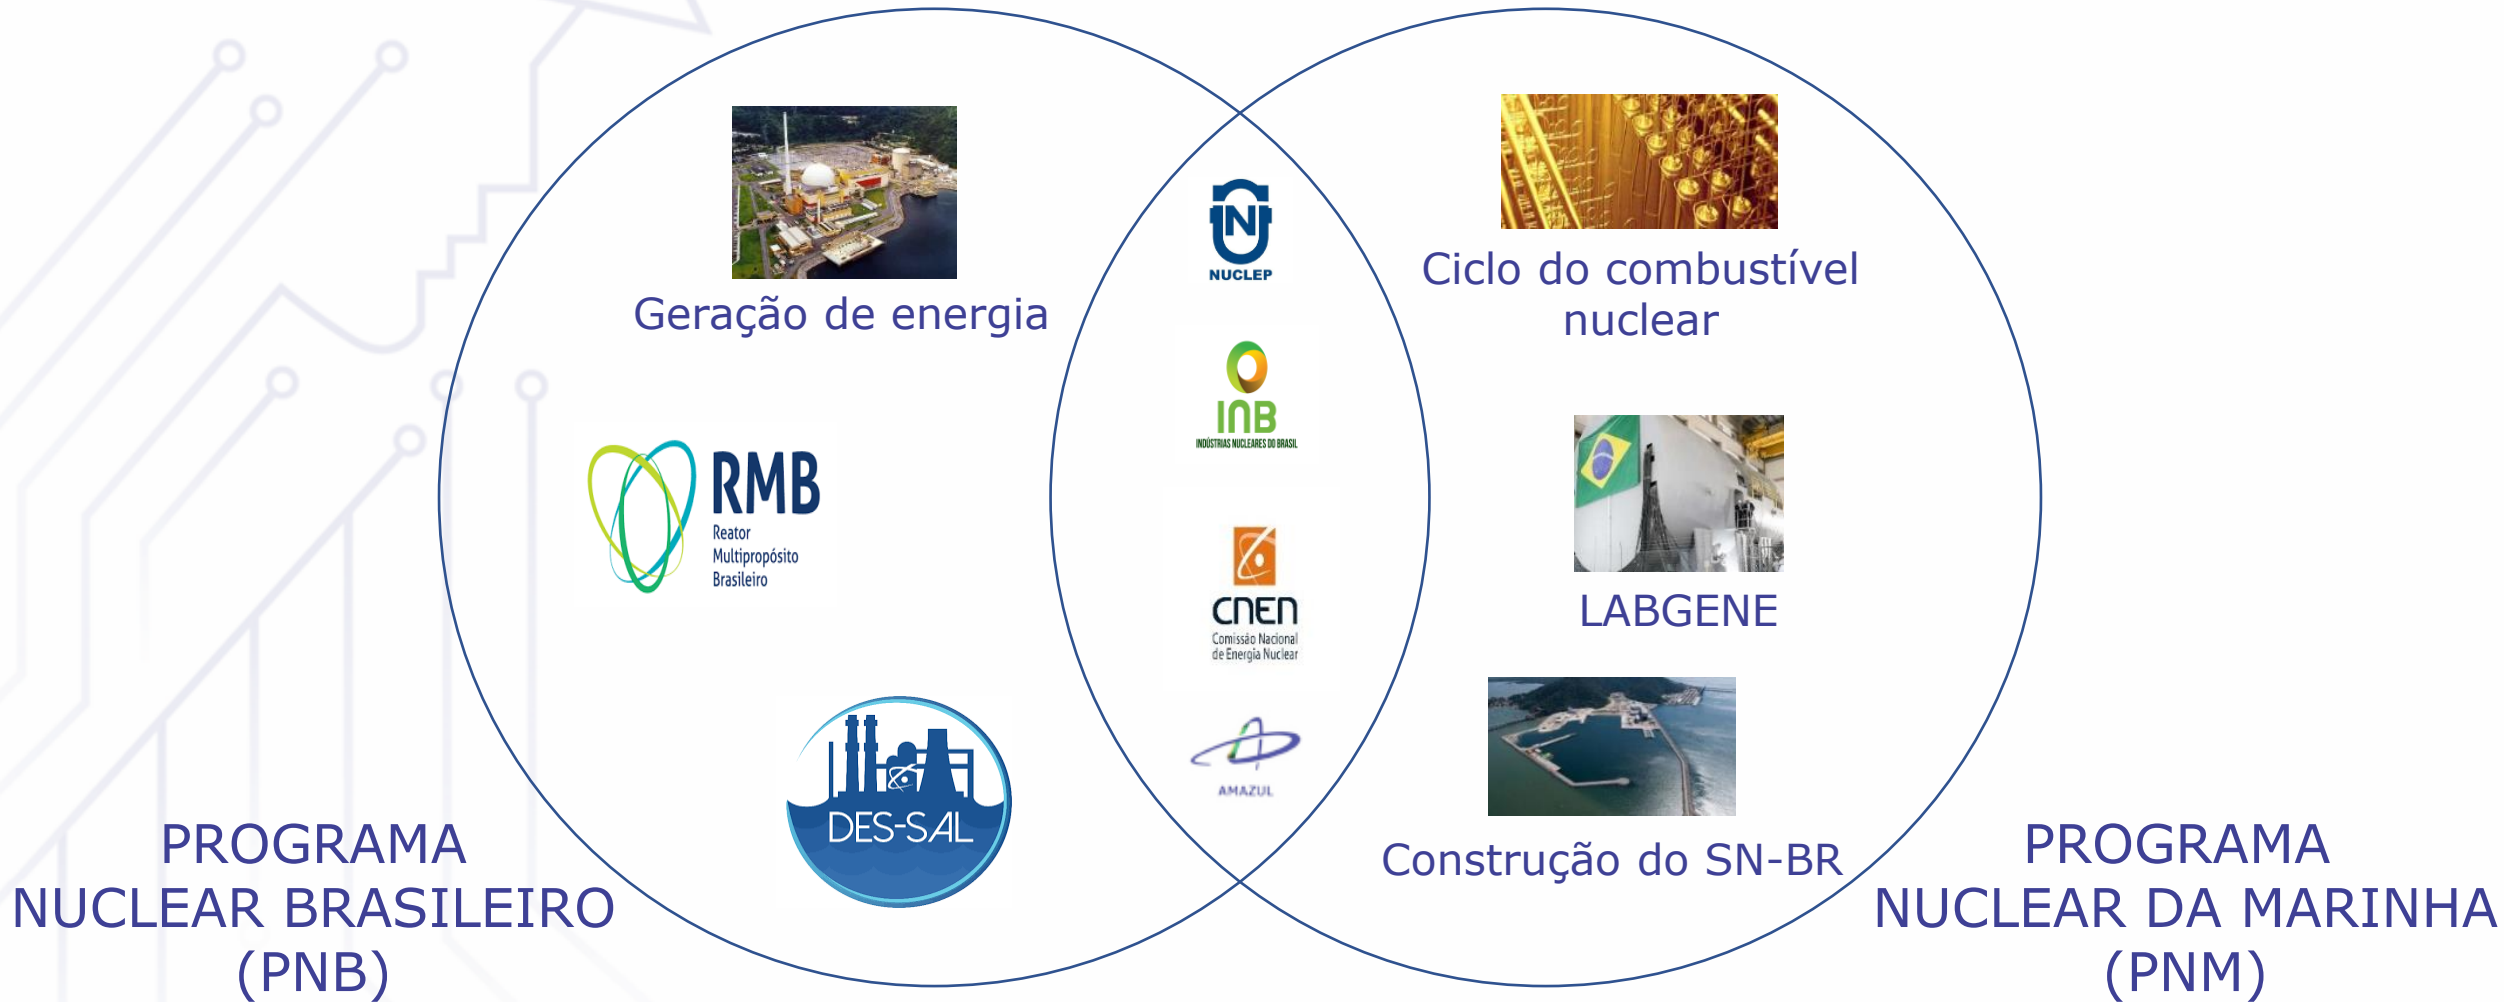 Geração de energia
RMB
Reator
Multipropósito
Brasileiro
DES-SAL
PROGRAMA
NUCLEAR BRASILEIRO
(PNB)
NUCLEP
INB
INDÚSTRIAS NUCLEARES DO BRASIL
CNEN
Comissão Nacional
de Energia Nuclear
AMAZUL
Ciclo do combustível
nuclear
LABGENE
Construção do SN-BR
PROGRAMA
NUCLEAR DA MARINHA
(PNM)